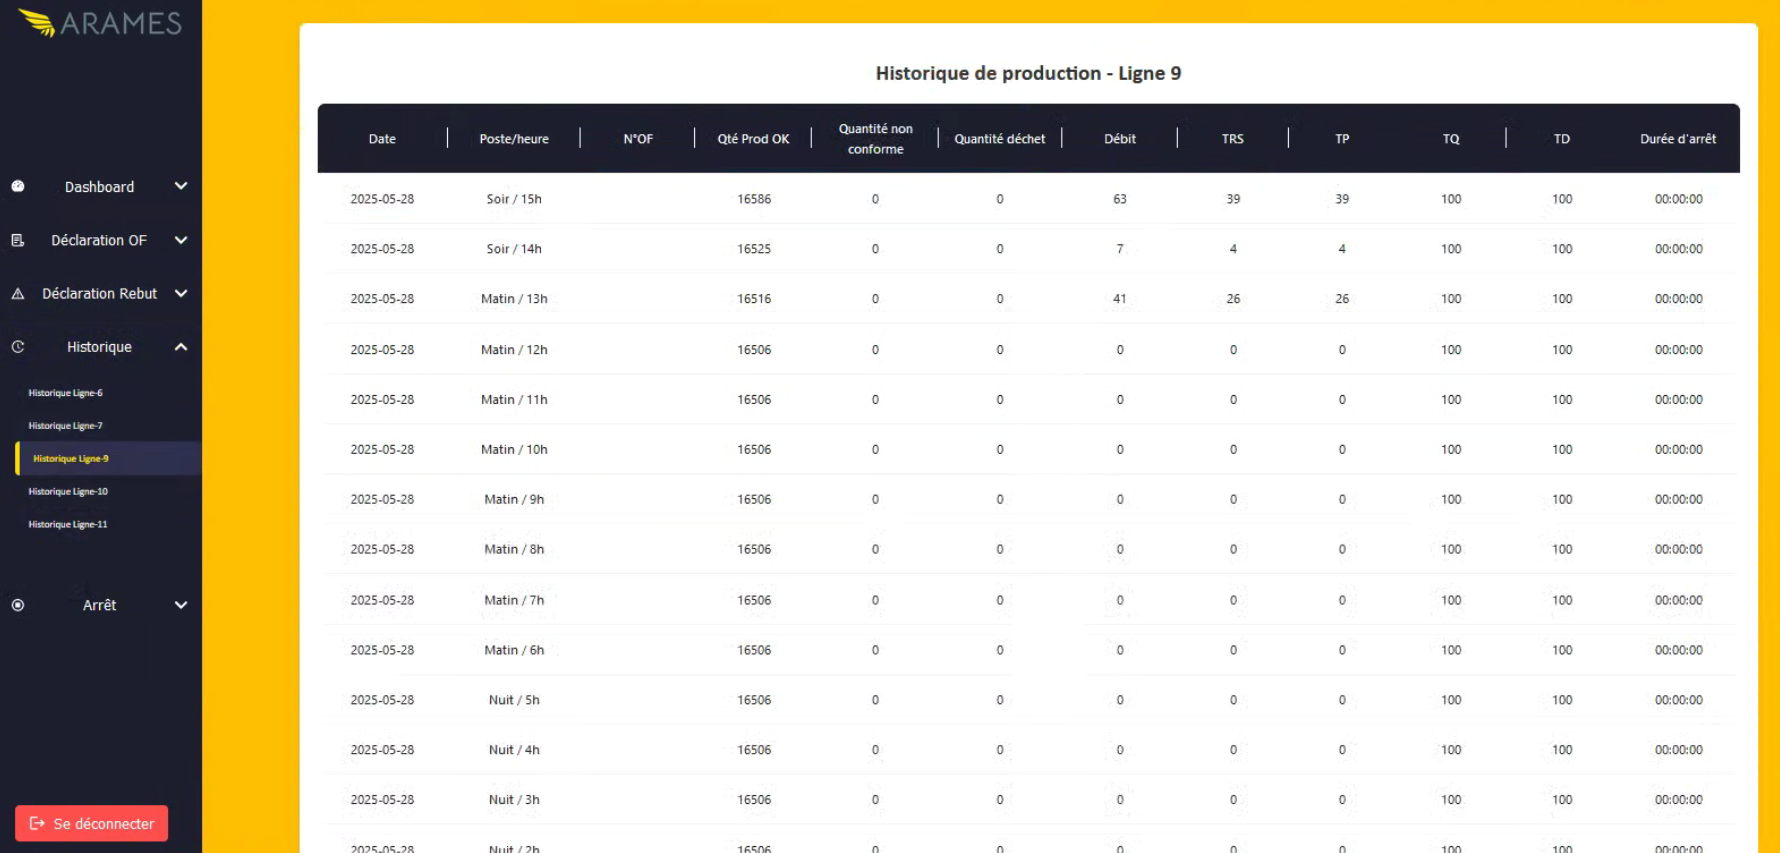 ARAMES
Dashboard
Déclaration OF
Déclaration Rebut
Historique
Historique Ligne-6
Historique Ligne-7
Historique Ligne-9
Historique Ligne-10
Historique Ligne-11
Arrêt
Se déconnecter
Historique de production - Ligne 9
Date Poste/heure N°OF Qté Prod OK Quantité non conforme Quantité déchet Débit TRS TP TQ TD Durée d'arrêt
2025-05-28 Soir / 15h 16586 0 0 63 39 39 100 100 00:00:00
2025-05-28 Soir / 14h 16525 0 0 7 4 4 100 100 00:00:00
2025-05-28 Matin / 13h 16516 0 0 41 26 26 100 100 00:00:00
2025-05-28 Matin / 12h 16506 0 0 0 0 0 100 100 00:00:00
2025-05-28 Matin / 11h 16506 0 0 0 0 0 100 100 00:00:00
2025-05-28 Matin / 10h 16506 0 0 0 0 0 100 100 00:00:00
2025-05-28 Matin / 9h 16506 0 0 0 0 0 100 100 00:00:00
2025-05-28 Matin / 8h 16506 0 0 0 0 0 100 100 00:00:00
2025-05-28 Matin / 7h 16506 0 0 0 0 0 100 100 00:00:00
2025-05-28 Matin / 6h 16506 0 0 0 0 0 100 100 00:00:00
2025-05-28 Nuit / 5h 16506 0 0 0 0 0 100 100 00:00:00
2025-05-28 Nuit / 4h 16506 0 0 0 0 0 100 100 00:00:00
2025-05-28 Nuit / 3h 16506 0 0 0 0 0 100 100 00:00:00
2025-05-28 Nuit / 2h 16506 0 0 0 0 0 100 100 00:00:00